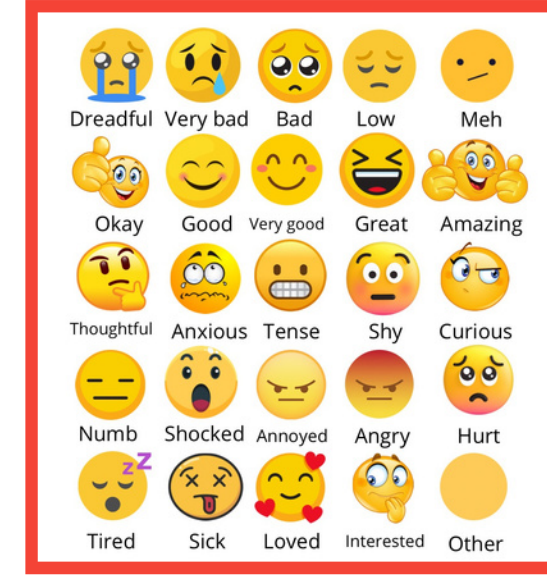 Dreadful Very bad Bad Low Meh
Okay Good Very good Great Amazing
Thoughtful Anxious Tense Shy Curious
Numb Shocked Annoyed Angry Hurt
zZ
Tired Sick Loved Interested Other